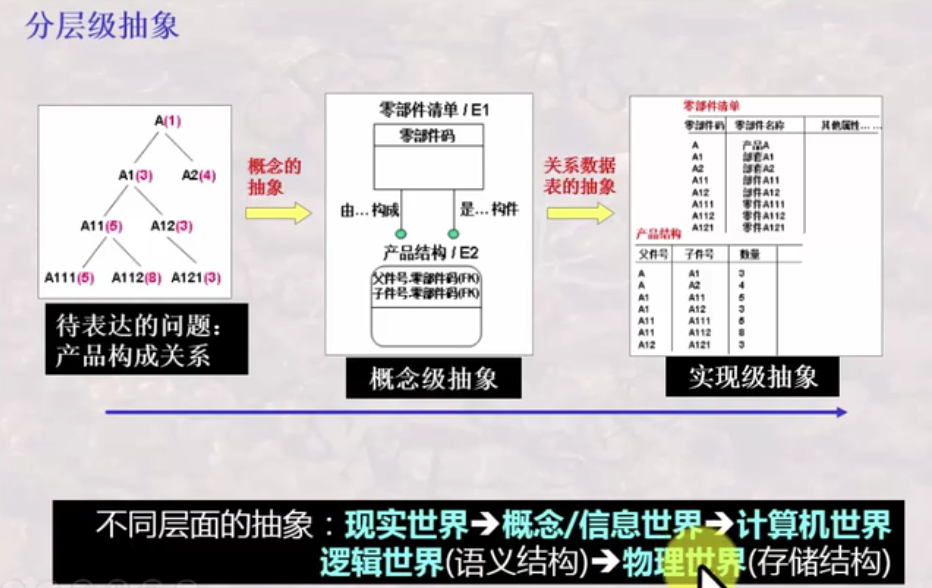 分层级抽象
A(1)
A1(3) A2(4)
A11(5) A12(3)
A111(5) A112(8) A121(3)
待表达的问题：
产品构成关系
概念的
抽象
零部件清单 / E1
零部件码
由…构成 是…构件
产品结构 / E2
父件号.零部件码(FK)
子件号.零部件码(FK)
概念级抽象
关系数据
表的抽象
零部件清单
零部件码 零部件名称 其他属性… …
A 产品A
A1 部套A1
A2 部套A2
A11 部件A11
A12 部件A12
A111 零件A111
A112 零件A112
A121 零件A121
产品结构
父件号 子件号 数量
A A1 3
A A2 4
A1 A11 5
A1 A12 3
A11 A111 5
A11 A112 8
A12 A121 3
实现级抽象
不同层面的抽象：现实世界→概念/信息世界→计算机世界
逻辑世界(语义结构)→物理世界(存储结构)